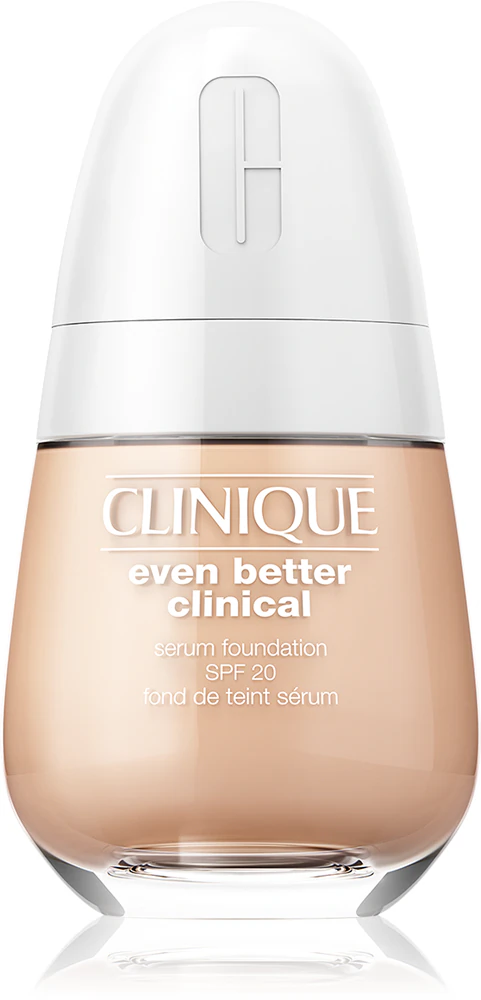 CLINIQUE
even better
clinical
serum foundation
SPF 20
fond de teint sérum